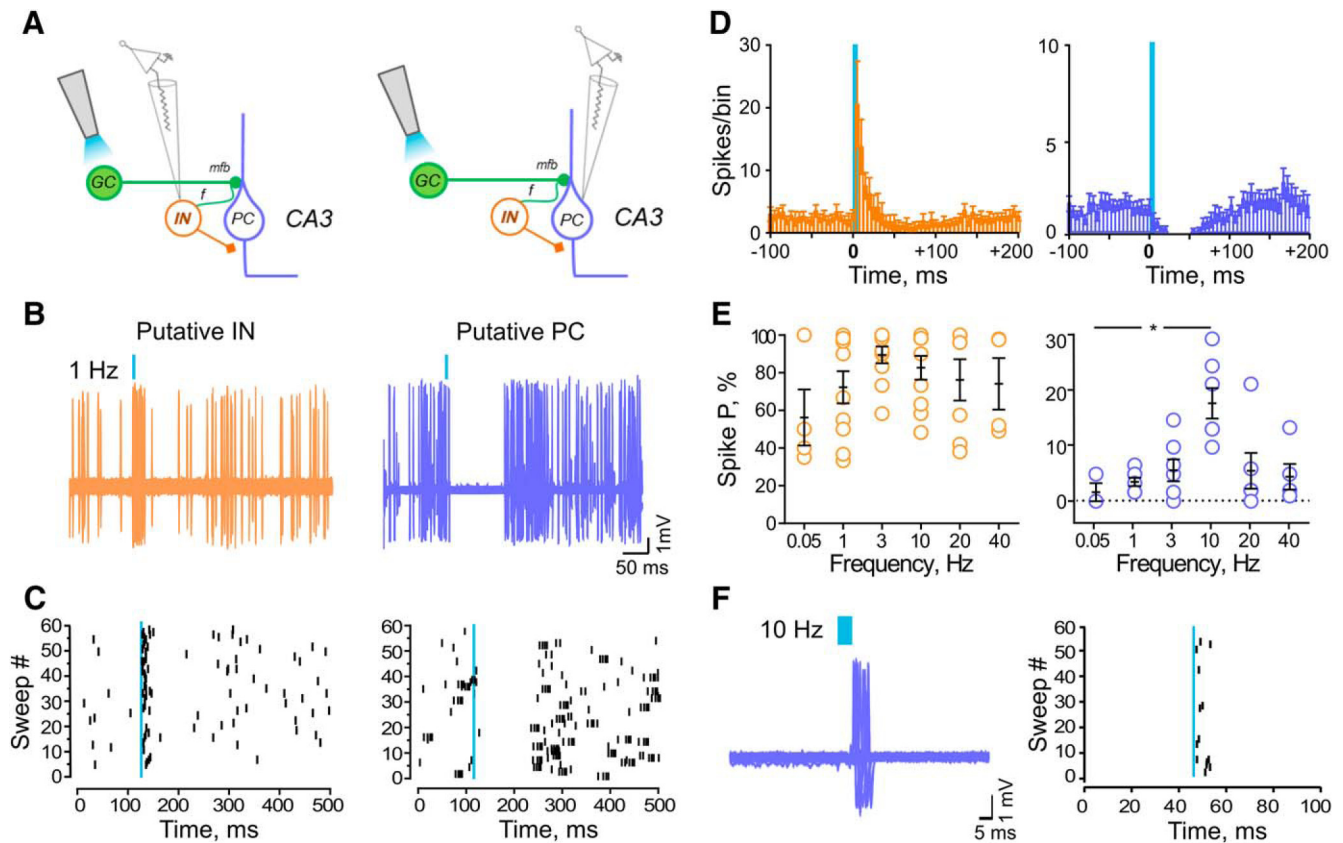 A
mfb
GC
f
IN
PC
CA3
mfb
GC
f
IN
PC
CA3
B
Putative IN
Putative PC
1 Hz
1mV
50 ms
C
Sweep #
60
50
40
30
20
10
0
0 100 200 300 400 500
Time, ms
60
50
40
30
20
10
0
0 100 200 300 400 500
Time, ms
D
Spikes/bin
30
20
10
0
-100 0 +100 +200
Time, ms
10
5
0
-100 0 +100 +200
Time, ms
E
Spike P, %
100
80
60
40
20
0
0.05 1 3 10 20 40
Frequency, Hz
*
30
20
10
0
0.05 1 3 10 20 40
Frequency, Hz
F
10 Hz
1 mV
5 ms
Sweep #
60
50
40
30
20
10
0
0 20 40 60 80 100
Time, ms